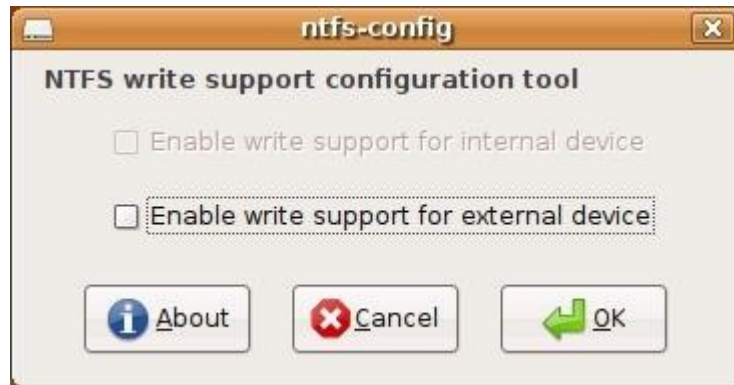 ntfs-config
NTFS write support configuration tool
Enable write support for internal device
Enable write support for external device
About Cancel OK